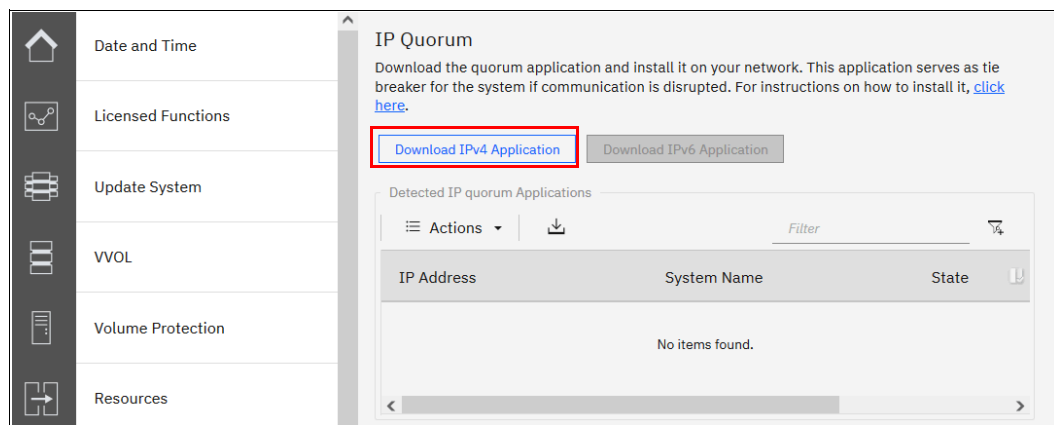 Date and Time
Licensed Functions
Update System
VVOL
Volume Protection
Resources
IP Quorum
Download the quorum application and install it on your network. This application serves as tie
breaker for the system if communication is disrupted. For instructions on how to install it, click
here.
Download IPv4 Application
Download IPv6 Application
Detected IP quorum Applications
Actions
Filter
IP Address
System Name
State
No items found.